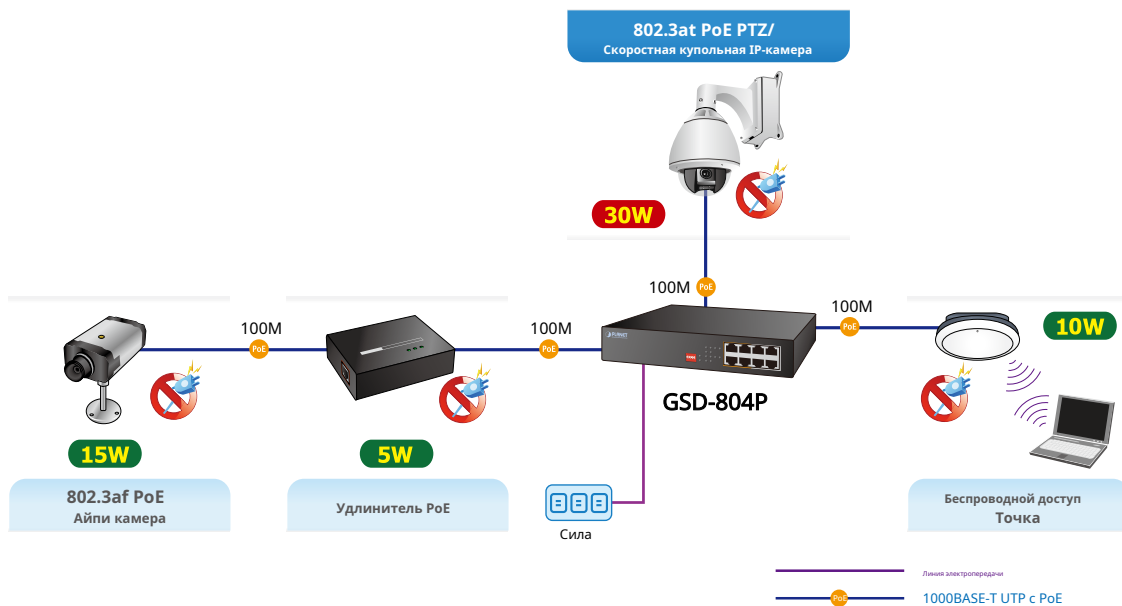 802.3at PoE PTZ/
Скоростная купольная IP-камера
30W
100M
PoE
100M
PoE
100M
PoE
100M
PoE
10W
PLANET
GSD-804P
15W
5W
802.3af PoE
Айпи камера
Удлинитель PoE
Сила
Беспроводной доступ
Точка
Линия электропередачи
PoE
1000BASE-T UTP с PoE